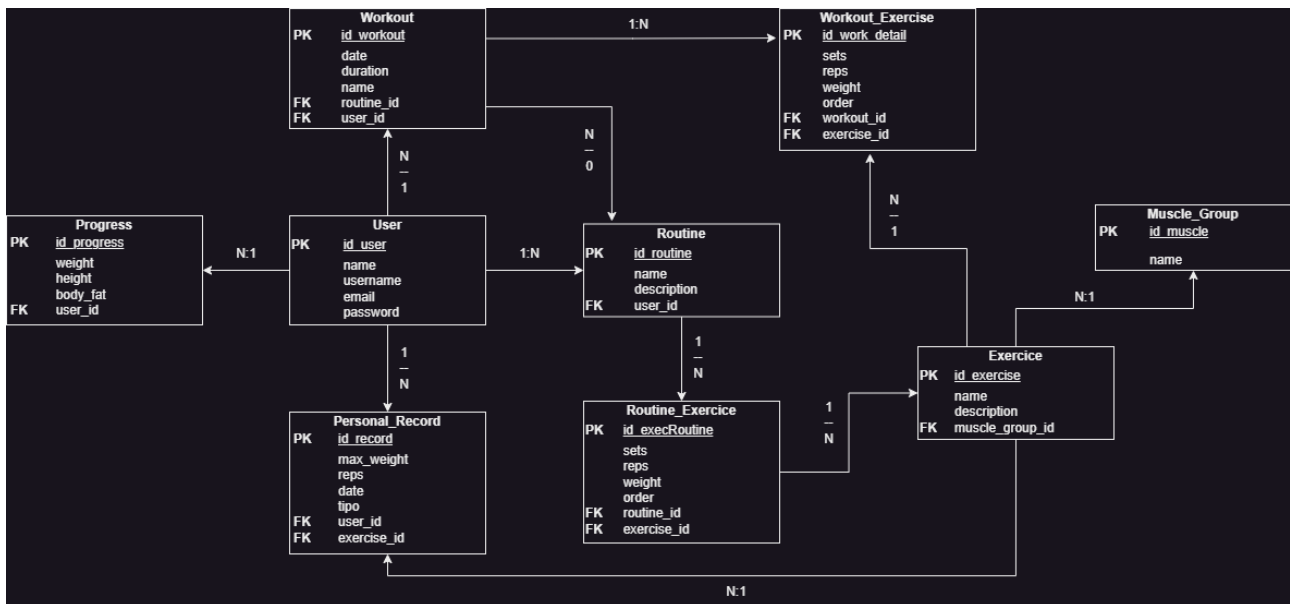 Workout
PK id_workout
date
duration
name
FK routine_id
FK user_id
1:N
Workout_Exercise
PK id_work_detail
sets
reps
weight
order
FK workout_id
FK exercise_id
N
—
0
N
—
1
N
—
1
Progress
PK id_progress
weight
height
body_fat
FK user_id
N:1
User
PK id_user
name
username
email
password
1:N
Routine
PK id_routine
name
description
FK user_id
Muscle_Group
PK id_muscle
name
N:1
1
—
N
1
—
N
Exercice
PK id_exercise
name
description
FK muscle_group_id
Personal_Record
PK id_record
max_weight
reps
date
tipo
FK user_id
FK exercise_id
Routine_Exercice
PK id_execRoutine
sets
reps
weight
order
FK routine_id
FK exercise_id
1
—
N
N:1